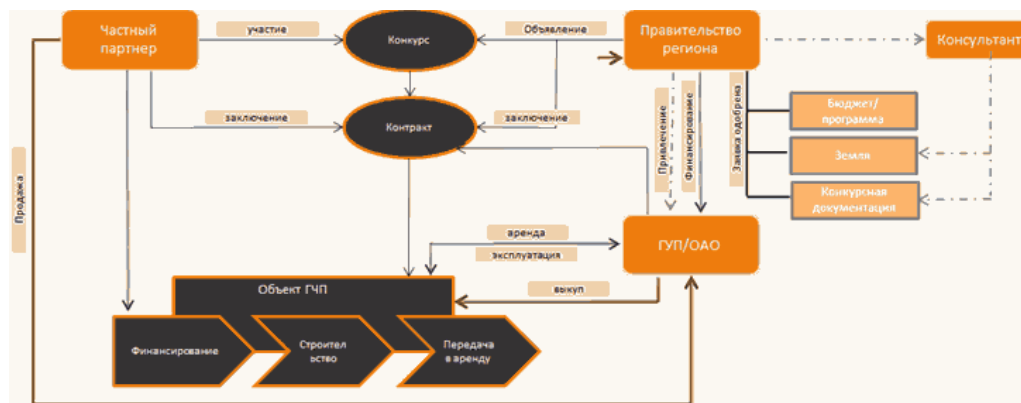 Частный
партнер
участие
Конкурс
Объявление
Правительство
региона
Консультант
заключение
Контракт
заключение
Привлечение
Финансирование
Заявка одобрена
Бюджет/
программа
Земля
Конкурсная
документация
Продажа
аренда
эксплуатация
ГУП/ОАО
Объект ГЧП
выкуп
Финансирование
Строител
ьство
Передача
в аренду